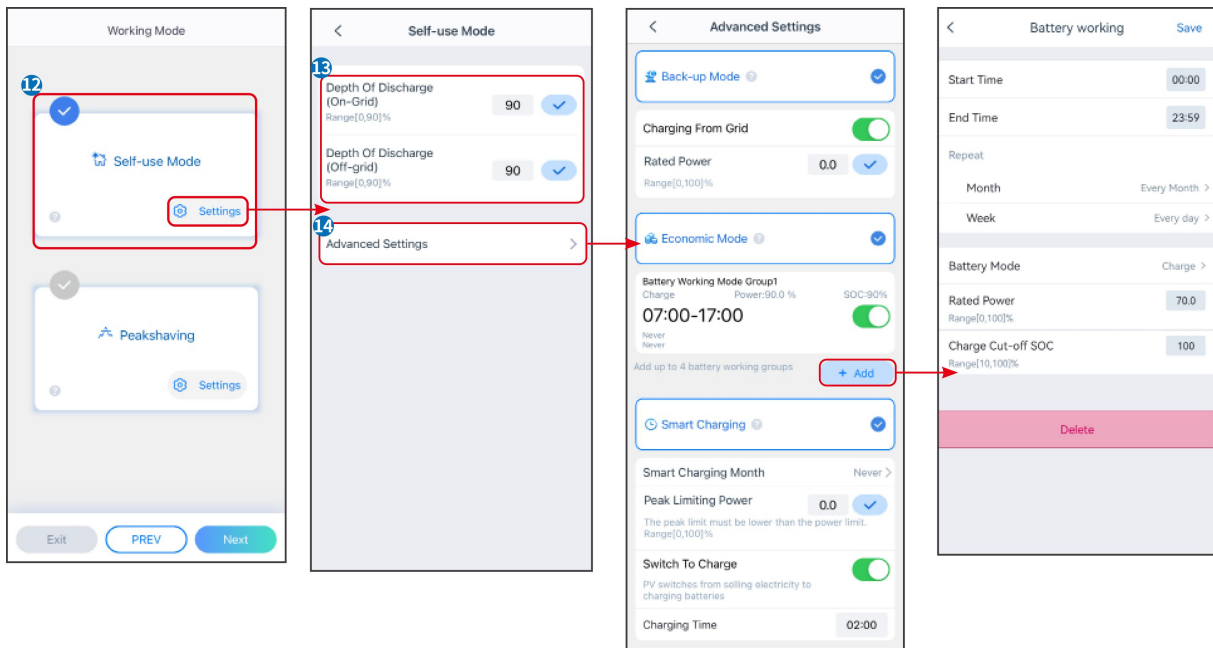 Working Mode
12
Self-use Mode
Settings
Peakshaving
Settings
Exit
PREV
Next
Self-use Mode
13
Depth Of Discharge
(On-Grid)
90
Range[0,90]%
Depth Of Discharge
(Off-grid)
90
Range[0,90]%
14
Advanced Settings
Advanced Settings
Back-up Mode ?
Charging From Grid
Rated Power
0.0
Range[0,100]%
Economic Mode ?
Battery Working Mode Group1
Charge Power:90.0 % SOC:90%
07:00-17:00
Never
Never
Add up to 4 battery working groups
+ Add
Smart Charging ?
Smart Charging Month Never
Peak Limiting Power
0.0
The peak limit must be lower than the power limit.
Range[0,100]%
Switch To Charge
PV switches from selling electricity to
charging batteries
Charging Time 02:00
Battery working Save
Start Time 00:00
End Time 23:59
Repeat
Month Every Month
Week Every day
Battery Mode Charge
Rated Power 70.0
Range[0,100]%
Charge Cut-off SOC 100
Range[10,100]%
Delete